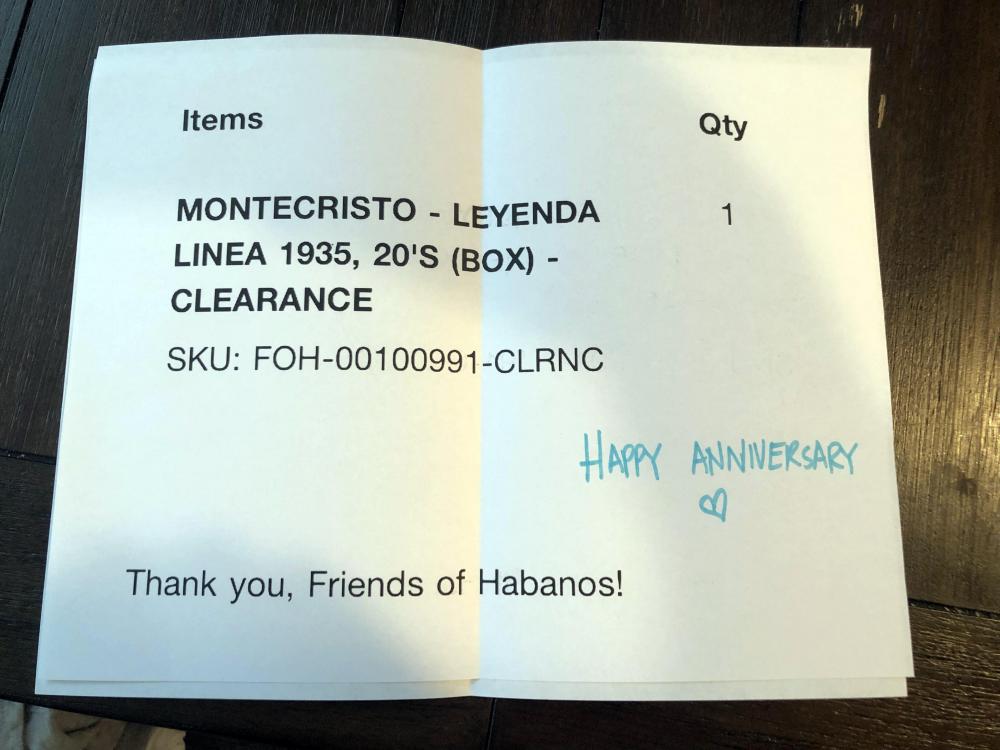 Items Qty
MONTECRISTO - LEYENDA 1
LINEA 1935, 20'S (BOX) -
CLEARANCE
SKU: FOH-00100991-CLRNC
HAPPY ANNIVERSARY
Thank you, Friends of Habanos!